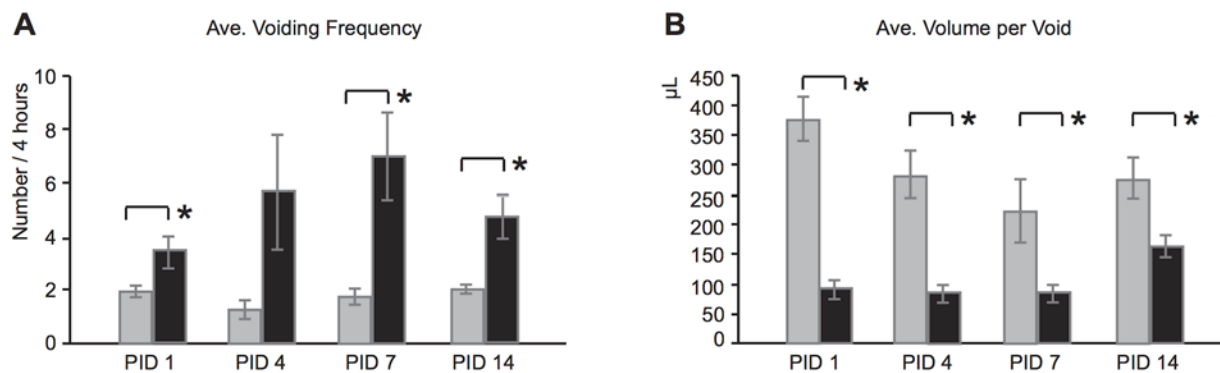 A
Ave. Voiding Frequency
Number / 4 hours
10
8
6
4
2
0
*
*
*
PID 1 PID 4 PID 7 PID 14
B
Ave. Volume per Void
µL
450
400
350
300
250
200
150
100
50
0
*
*
*
*
PID 1 PID 4 PID 7 PID 14